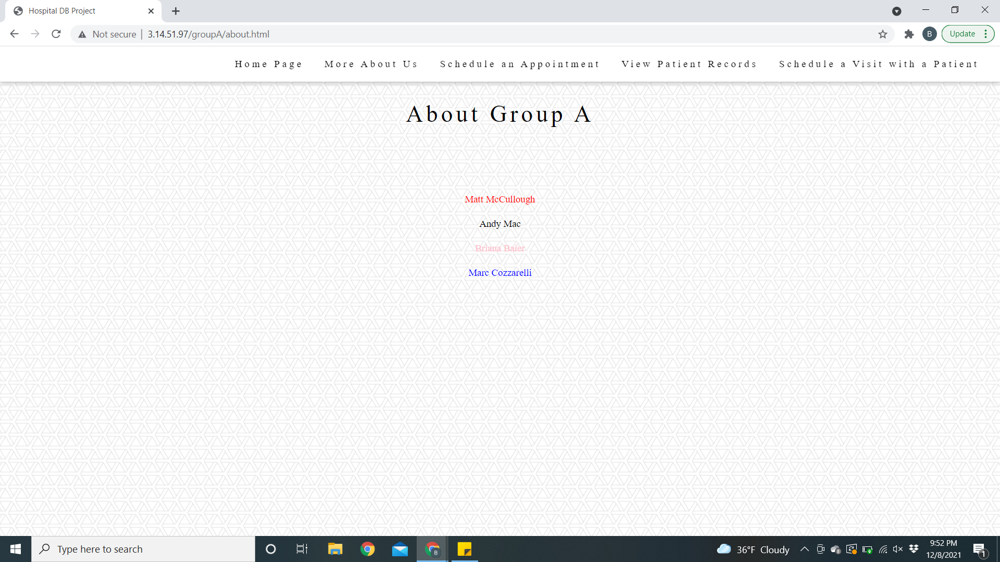 Hospital DB Project
Not secure | 3.14.51.97/groupA/about.html
B
Update
Home Page More About Us Schedule an Appointment View Patient Records Schedule a Visit with a Patient
About Group A
Matt McCullough
Andy Mac
Briana Baier
Marc Cozzarelli
Type here to search
B
36°F Cloudy
9:52 PM
12/8/2021
1